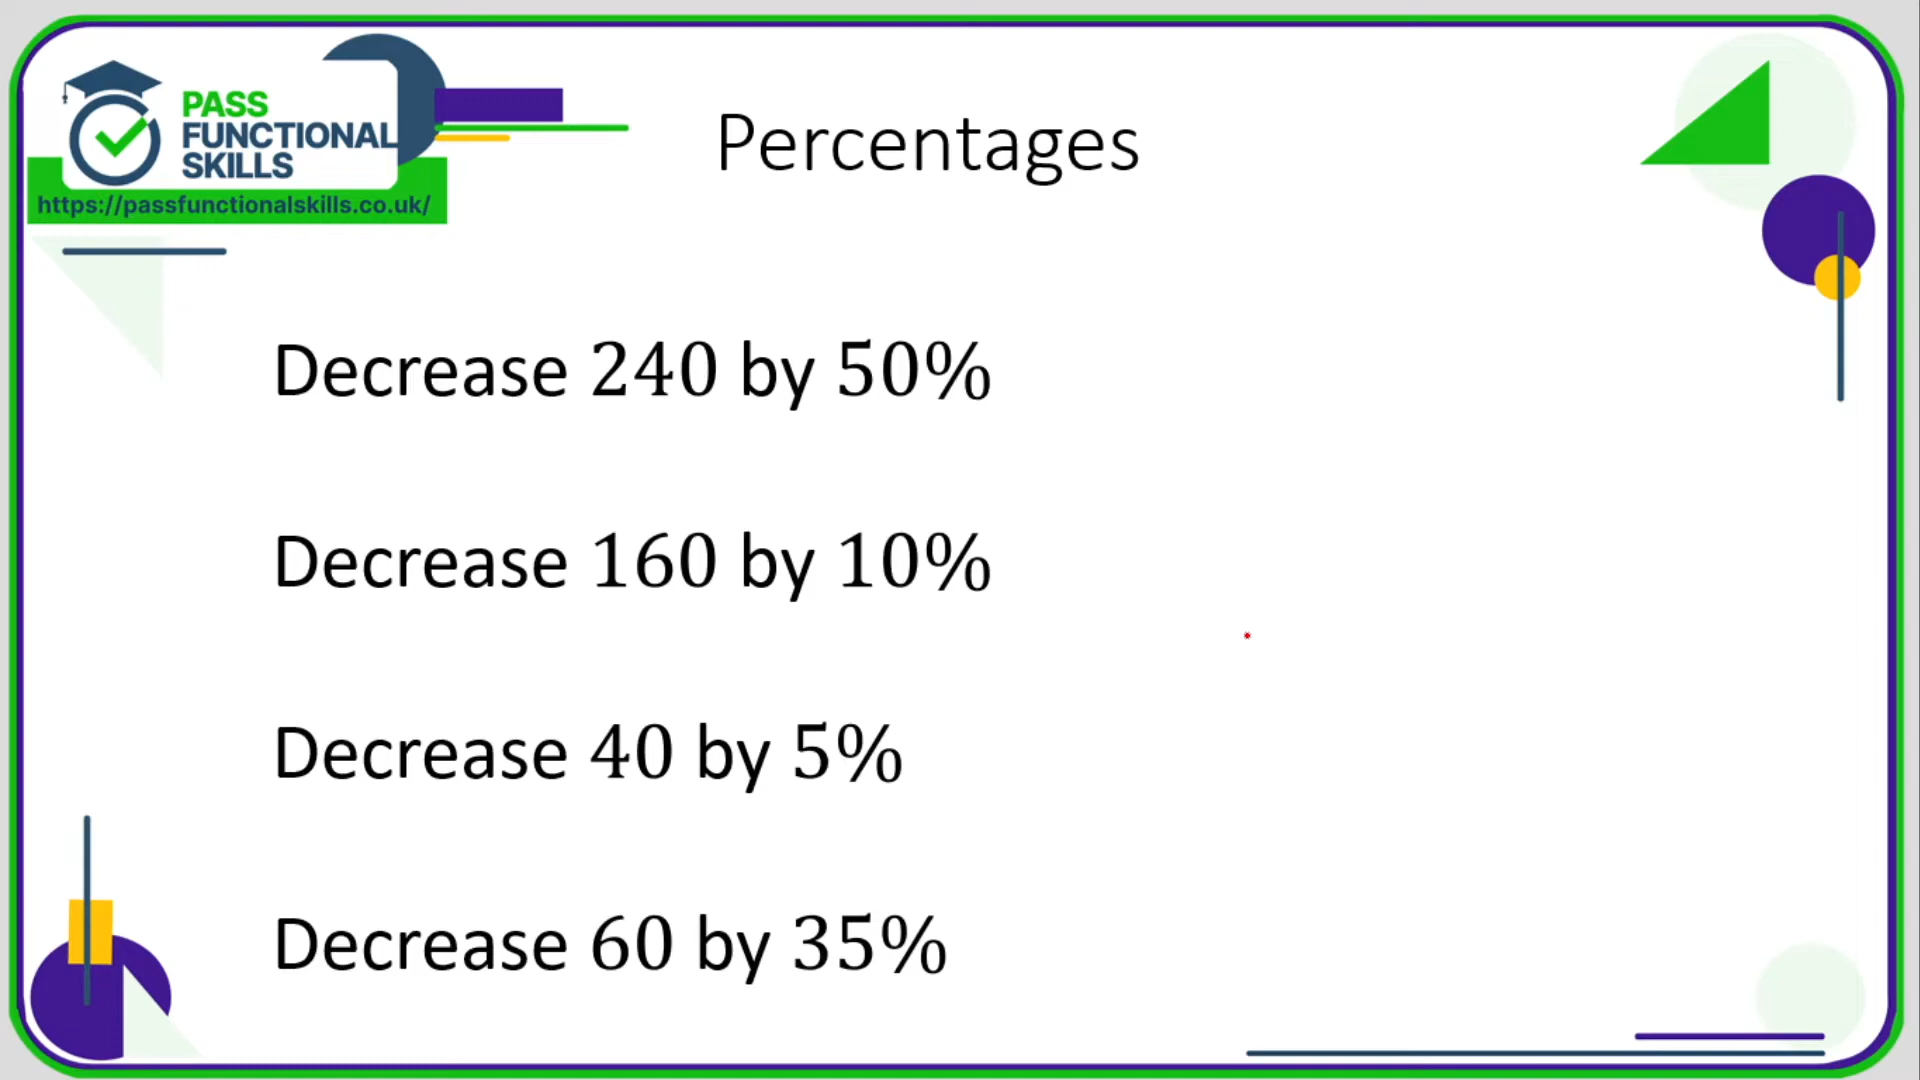 PASS
FUNCTIONAL
SKILLS
https://passfunctionalskills.co.uk/
Percentages
Decrease 240 by 50%
Decrease 160 by 10%
Decrease 40 by 5%
Decrease 60 by 35%